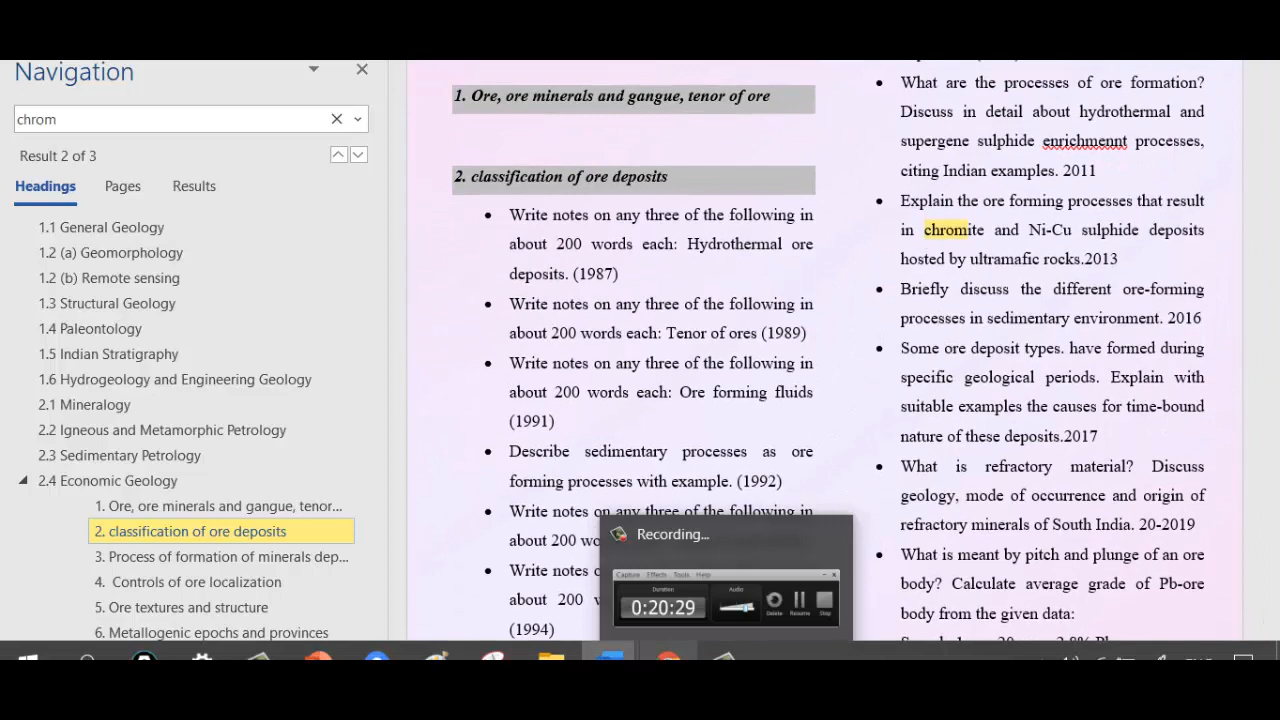 Navigation
chrom
Result 2 of 3
Headings Pages Results
1.1 General Geology
1.2 (a) Geomorphology
1.2 (b) Remote sensing
1.3 Structural Geology
1.4 Paleontology
1.5 Indian Stratigraphy
1.6 Hydrogeology and Engineering Geology
2.1 Mineralogy
2.2 Igneous and Metamorphic Petrology
2.3 Sedimentary Petrology
2.4 Economic Geology
1. Ore, ore minerals and gangue, tenor...
2. classification of ore deposits
3. Process of formation of minerals dep...
4. Controls of ore localization
5. Ore textures and structure
6. Metallogenic epochs and provinces
1. Ore, ore minerals and gangue, tenor of ore
2. classification of ore deposits
• Write notes on any three of the following in
about 200 words each: Hydrothermal ore
deposits. (1987)
• Write notes on any three of the following in
about 200 words each: Tenor of ores (1989)
• Write notes on any three of the following in
about 200 words each: Ore forming fluids
(1991)
• Describe sedimentary processes as ore
forming processes with example. (1992)
• Write notes on any three of the following in
about 200 wo
• Write notes o
about 200
(1994)
• What are the processes of ore formation?
Discuss in detail about hydrothermal and
supergene sulphide enrichmennt processes,
citing Indian examples. 2011
• Explain the ore forming processes that result
in chromite and Ni-Cu sulphide deposits
hosted by ultramafic rocks.2013
• Briefly discuss the different ore-forming
processes in sedimentary environment. 2016
• Some ore deposit types. have formed during
specific geological periods. Explain with
suitable examples the causes for time-bound
nature of these deposits.2017
• What is refractory material? Discuss
geology, mode of occurrence and origin of
refractory minerals of South India. 20-2019
• What is meant by pitch and plunge of an ore
body? Calculate average grade of Pb-ore
body from the given data:
Recording...
Capture Effects Tools Help
Duration Audio
0:20:29
Delete Resume Stop